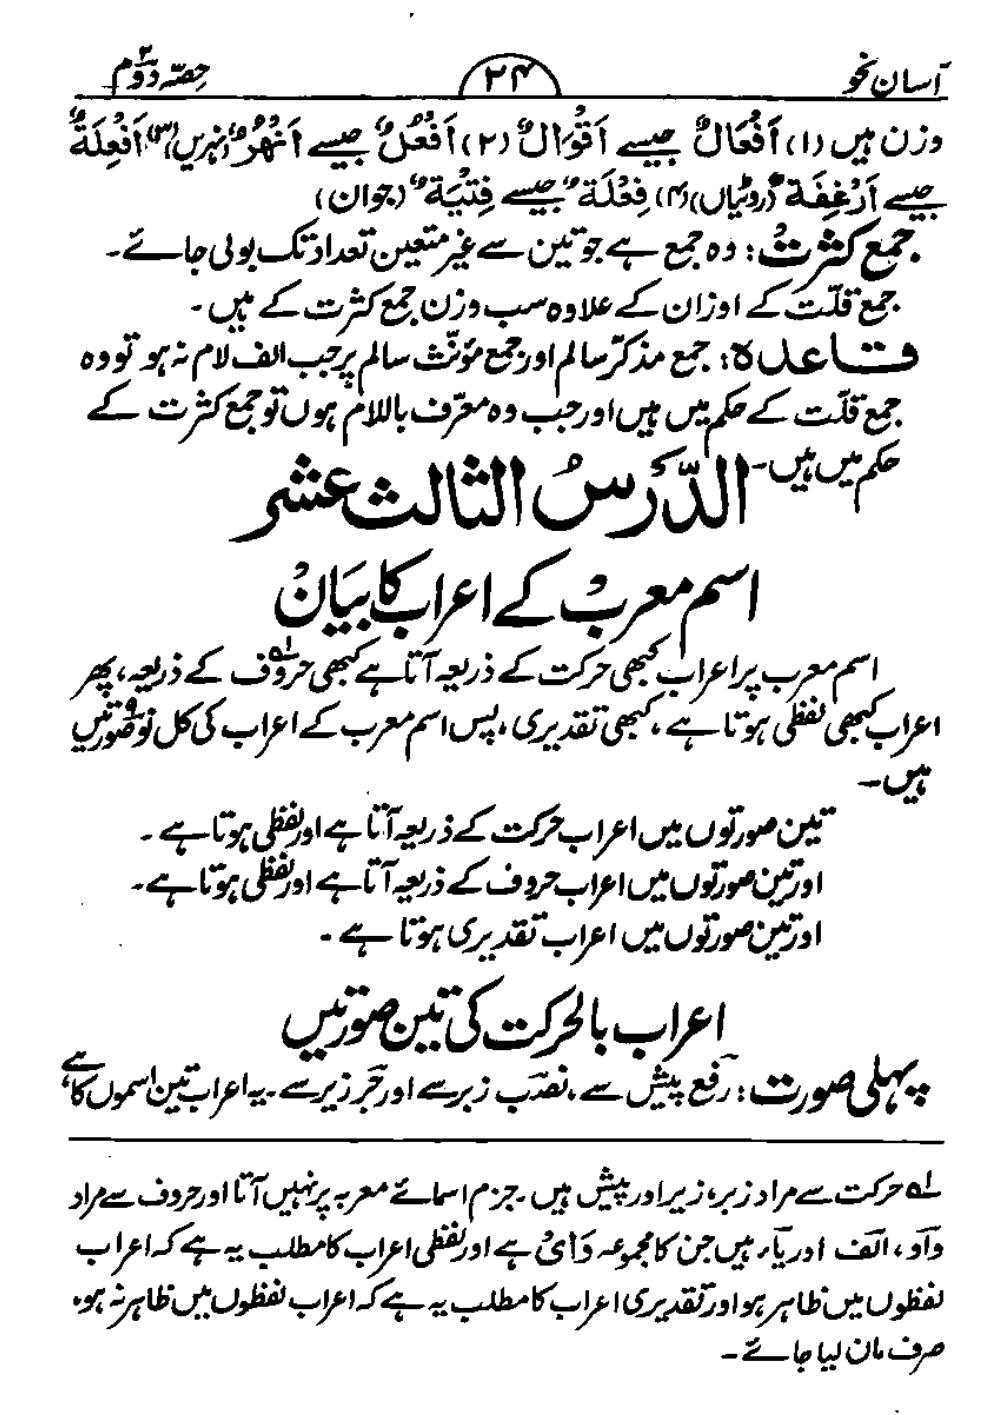 آسان نحو ۲۴ حصہ دوّم
وزن ہیں (۱) اَفْعَالٌ جیسے اَقْوَالٌ (۲) اَفْعُلٌ جیسے اَنْهُرٌ (نہریں) (۳) اَفْعِلَةٌ
جیسے اَرْغِفَةٌ (روٹیاں) (۴) فِعْلَةٌ جیسے فِتْيَةٌ (جوان)
جمع کثرت: وہ جمع ہے جو تین سے غیر متعین تعداد تک بولی جائے۔
جمع قلّت کے اوزان کے علاوہ سب وزن جمع کثرت کے ہیں۔
قاعدہ: جمع مذکر سالم اور جمع مؤنّث سالم پر جب الف لام نہ ہو تو وہ
جمع قلّت کے حکم میں ہیں اور جب وہ معرّف باللام ہوں تو جمع کثرت کے
حکم میں ہیں۔
الدَّرسُ الثالث عشر
اسم معرب کے اعراب کا بیان
اسم معرب پر اعراب کبھی حرکت کے ذریعہ آتا ہے کبھی حروف لہ کے ذریعہ، پھر
اعراب کبھی لفظی ہوتا ہے، کبھی تقدیری، پس اسم معرب کے اعراب کی کل نو ۹ صورتیں
ہیں۔
تین صورتوں میں اعراب حرکت کے ذریعہ آتا ہے اور لفظی ہوتا ہے۔
اور تین صورتوں میں اعراب حروف کے ذریعہ آتا ہے اور لفظی ہوتا ہے۔
اور تین صورتوں میں اعراب تقدیری ہوتا ہے۔
اعراب بالحرکت کی تین صورتیں
پہلی صورت: رفع پیش سے، نصب زبر سے اور جَر زیر سے۔ یہ اعراب تین اسموں کا ہے
لہ حرکت سے مراد زبر، زیر اور پیش ہیں۔ جزم اسمائے معربہ پر نہیں آتا اور حروف سے مراد
واو، الف اور یاء ہیں جن کا مجموعہ وَایُ ہے اور لفظی اعراب کا مطلب یہ ہے کہ اعراب
لفظوں میں ظاہر ہو اور تقدیری اعراب کا مطلب یہ ہے کہ اعراب لفظوں میں ظاہر نہ ہو،
صرف مان لیا جائے۔